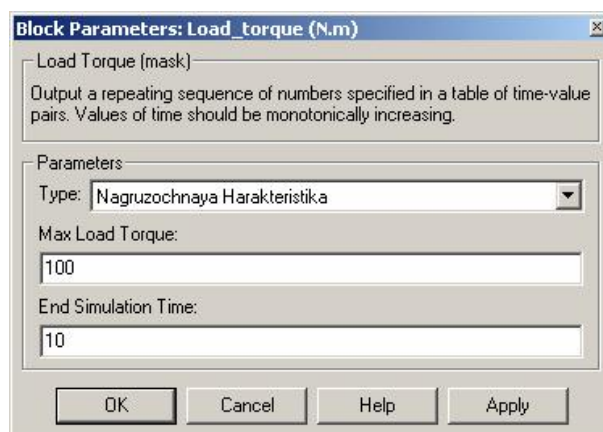 Block Parameters: Load_torque (N.m)
Load Torque (mask)
Output a repeating sequence of numbers specified in a table of time-value
pairs. Values of time should be monotonically increasing.
Parameters
Type: Nagruzochnaya Harakteristika
Max Load Torque:
100
End Simulation Time:
10
OK Cancel Help Apply